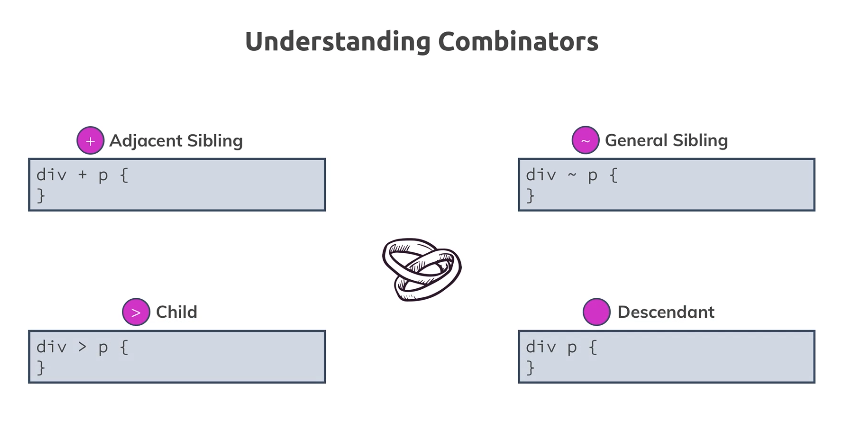 Understanding Combinators
+ Adjacent Sibling
div + p {
}
~ General Sibling
div ~ p {
}
> Child
div > p {
}
Descendant
div p {
}